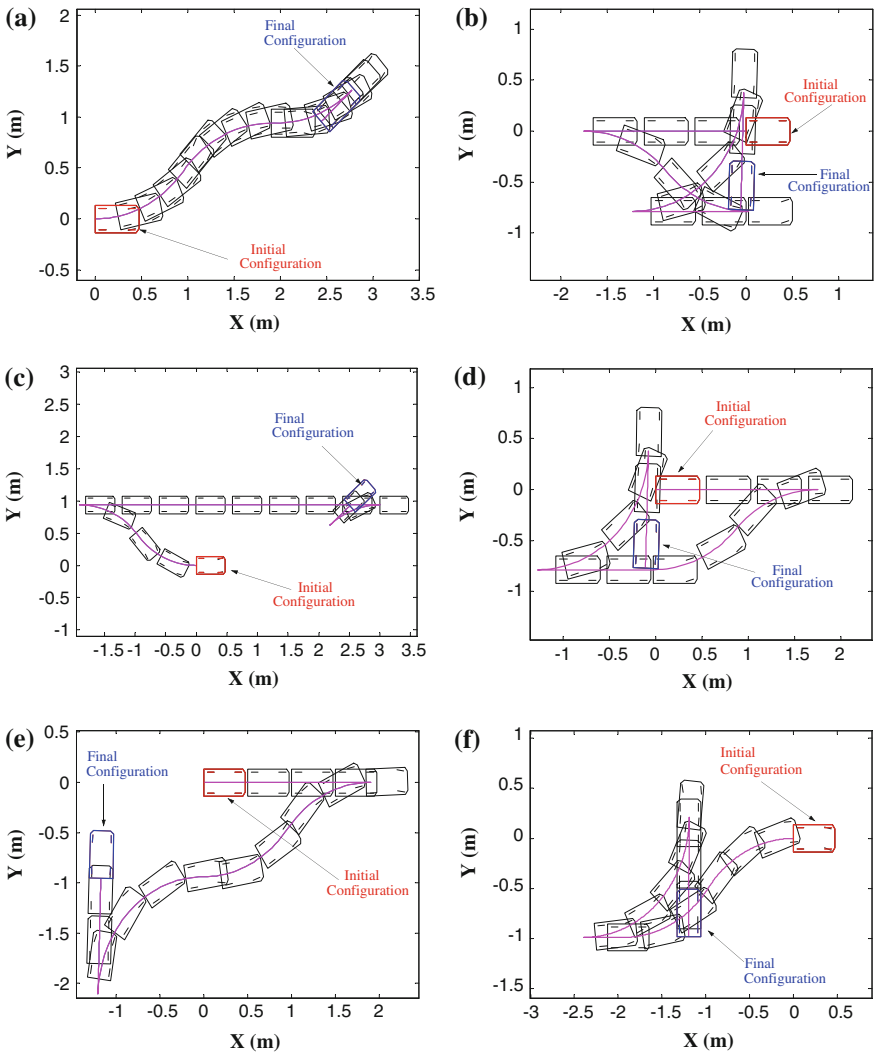 (a)
2
1.5
1
0.5
0
-0.5
Y (m)
0
0.5
1
1.5
2
2.5
3
3.5
X (m)
Final
Configuration
Initial
Configuration
(b)
1
0.5
0
-0.5
-1
Y (m)
-2
-1.5
-1
-0.5
0
0.5
1
X (m)
Initial
Configuration
Final
Configuration
(c)
3
2.5
2
1.5
1
0.5
0
-0.5
-1
Y (m)
-1.5
-1
-0.5
0
0.5
1
1.5
2
2.5
3
3.5
X (m)
Final
Configuration
Initial
Configuration
(d)
1
0.5
0
-0.5
-1
Y (m)
-1
-0.5
0
0.5
1
1.5
2
X (m)
Initial
Configuration
Final
Configuration
(e)
0.5
0
-0.5
-1
-1.5
-2
Y (m)
-1
-0.5
0
0.5
1
1.5
2
X (m)
Final
Configuration
Initial
Configuration
(f)
1
0.5
0
-0.5
-1
-1.5
Y (m)
-3
-2.5
-2
-1.5
-1
-0.5
0
0.5
X (m)
Initial
Configuration
Final
Configuration